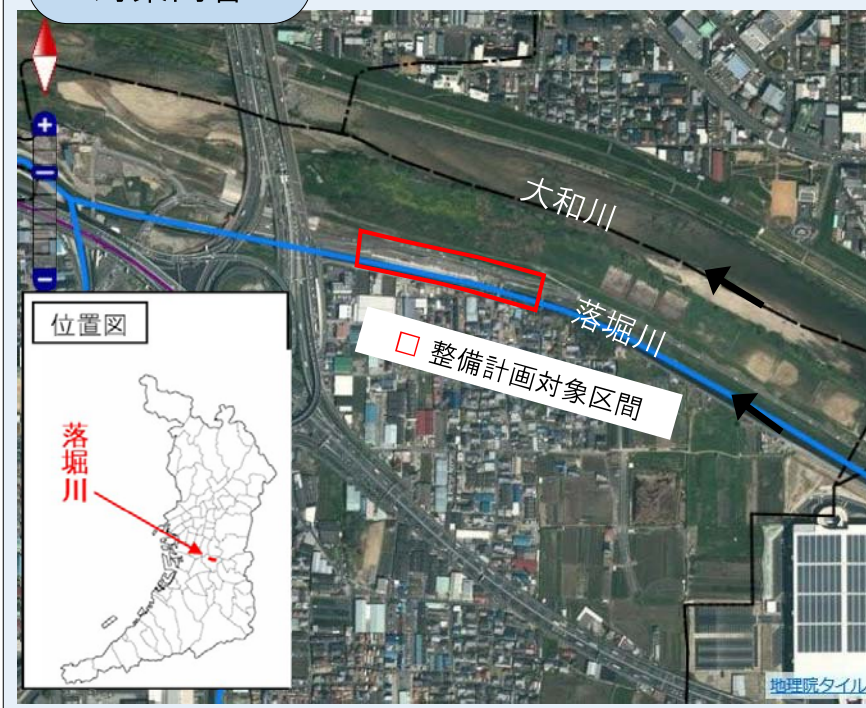 位置図
落堀川
大和川
落堀川
□ 整備計画対象区間
地理院タイル